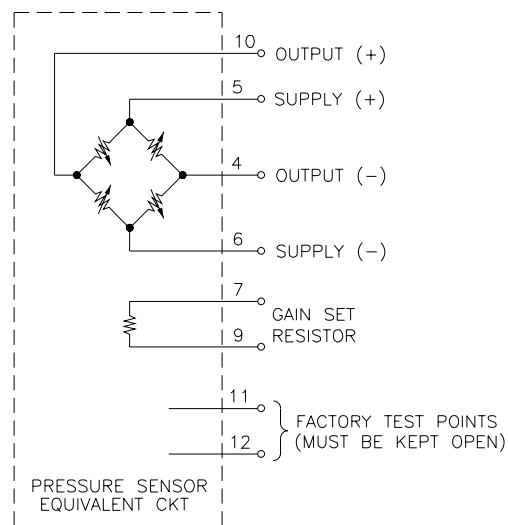 10
OUTPUT (+)
5
SUPPLY (+)
4
OUTPUT (-)
6
SUPPLY (-)
7
GAIN SET
RESISTOR
9
11
FACTORY TEST POINTS
(MUST BE KEPT OPEN)
12
PRESSURE SENSOR
EQUIVALENT CKT